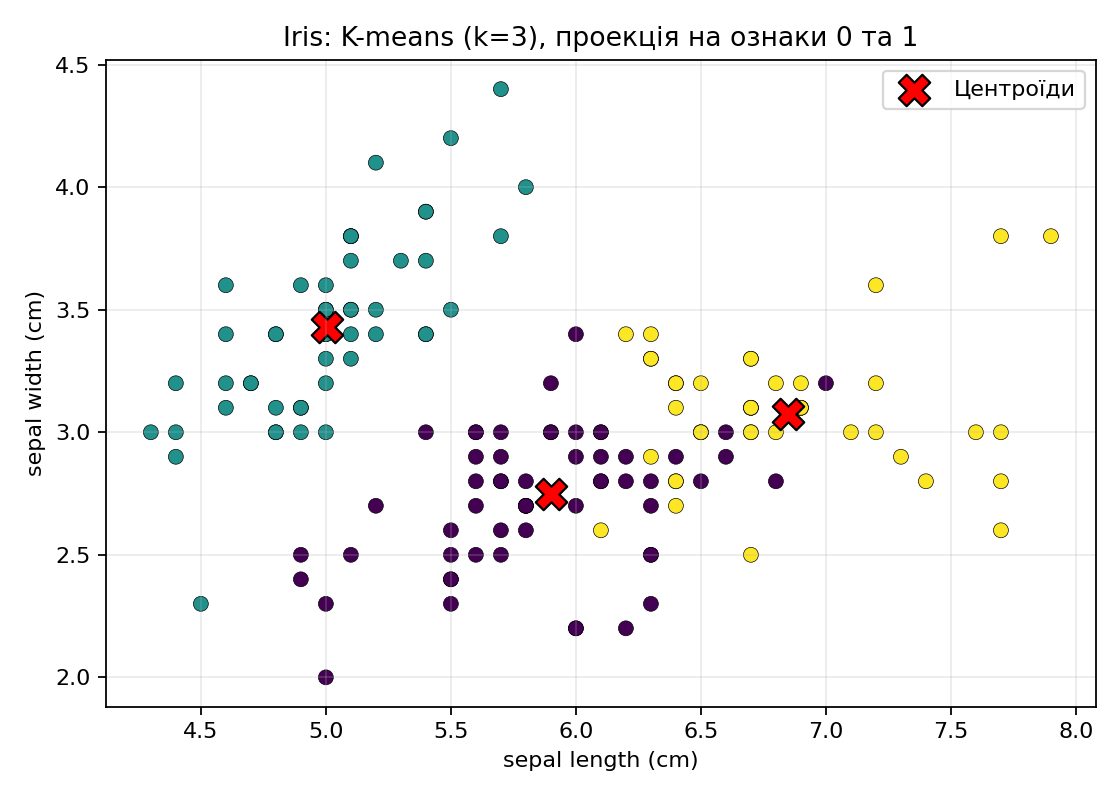 Iris: K-means (k=3), проекція на ознаки 0 та 1
Центроїди
sepal width (cm)
4.5
4.0
3.5
3.0
2.5
2.0
4.5 5.0 5.5 6.0 6.5 7.0 7.5 8.0
sepal length (cm)